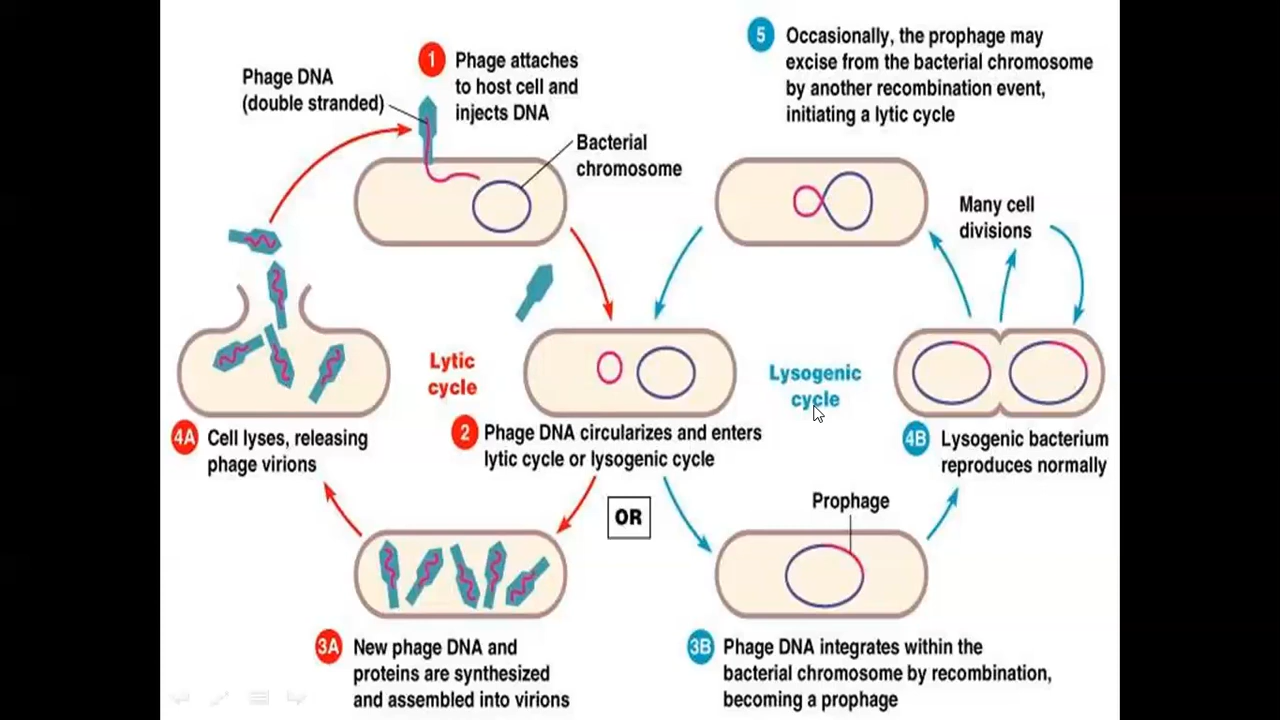 Phage DNA
(double stranded)
1
Phage attaches
to host cell and
injects DNA
Bacterial
chromosome
5
Occasionally, the prophage may
excise from the bacterial chromosome
by another recombination event,
initiating a lytic cycle
Many cell
divisions
Lytic
cycle
Lysogenic
cycle
4A
Cell lyses, releasing
phage virions
2
Phage DNA circularizes and enters
lytic cycle or lysogenic cycle
4B
Lysogenic bacterium
reproduces normally
OR
Prophage
3A
New phage DNA and
proteins are synthesized
and assembled into virions
3B
Phage DNA integrates within the
bacterial chromosome by recombination,
becoming a prophage